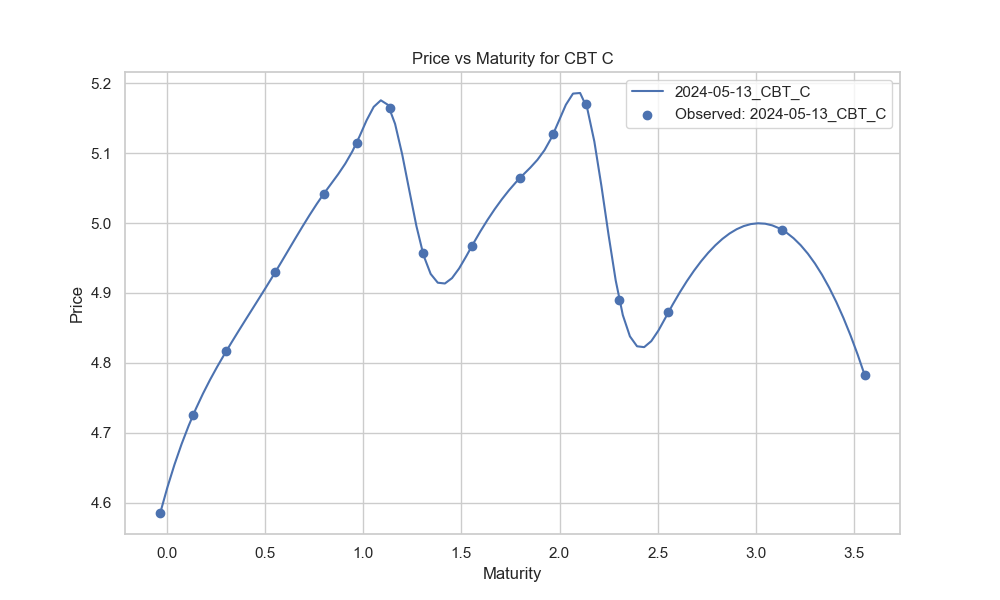 Price vs Maturity for CBT C
2024-05-13_CBT_C
Observed: 2024-05-13_CBT_C
Price
5.2
5.1
5.0
4.9
4.8
4.7
4.6
0.0 0.5 1.0 1.5 2.0 2.5 3.0 3.5
Maturity